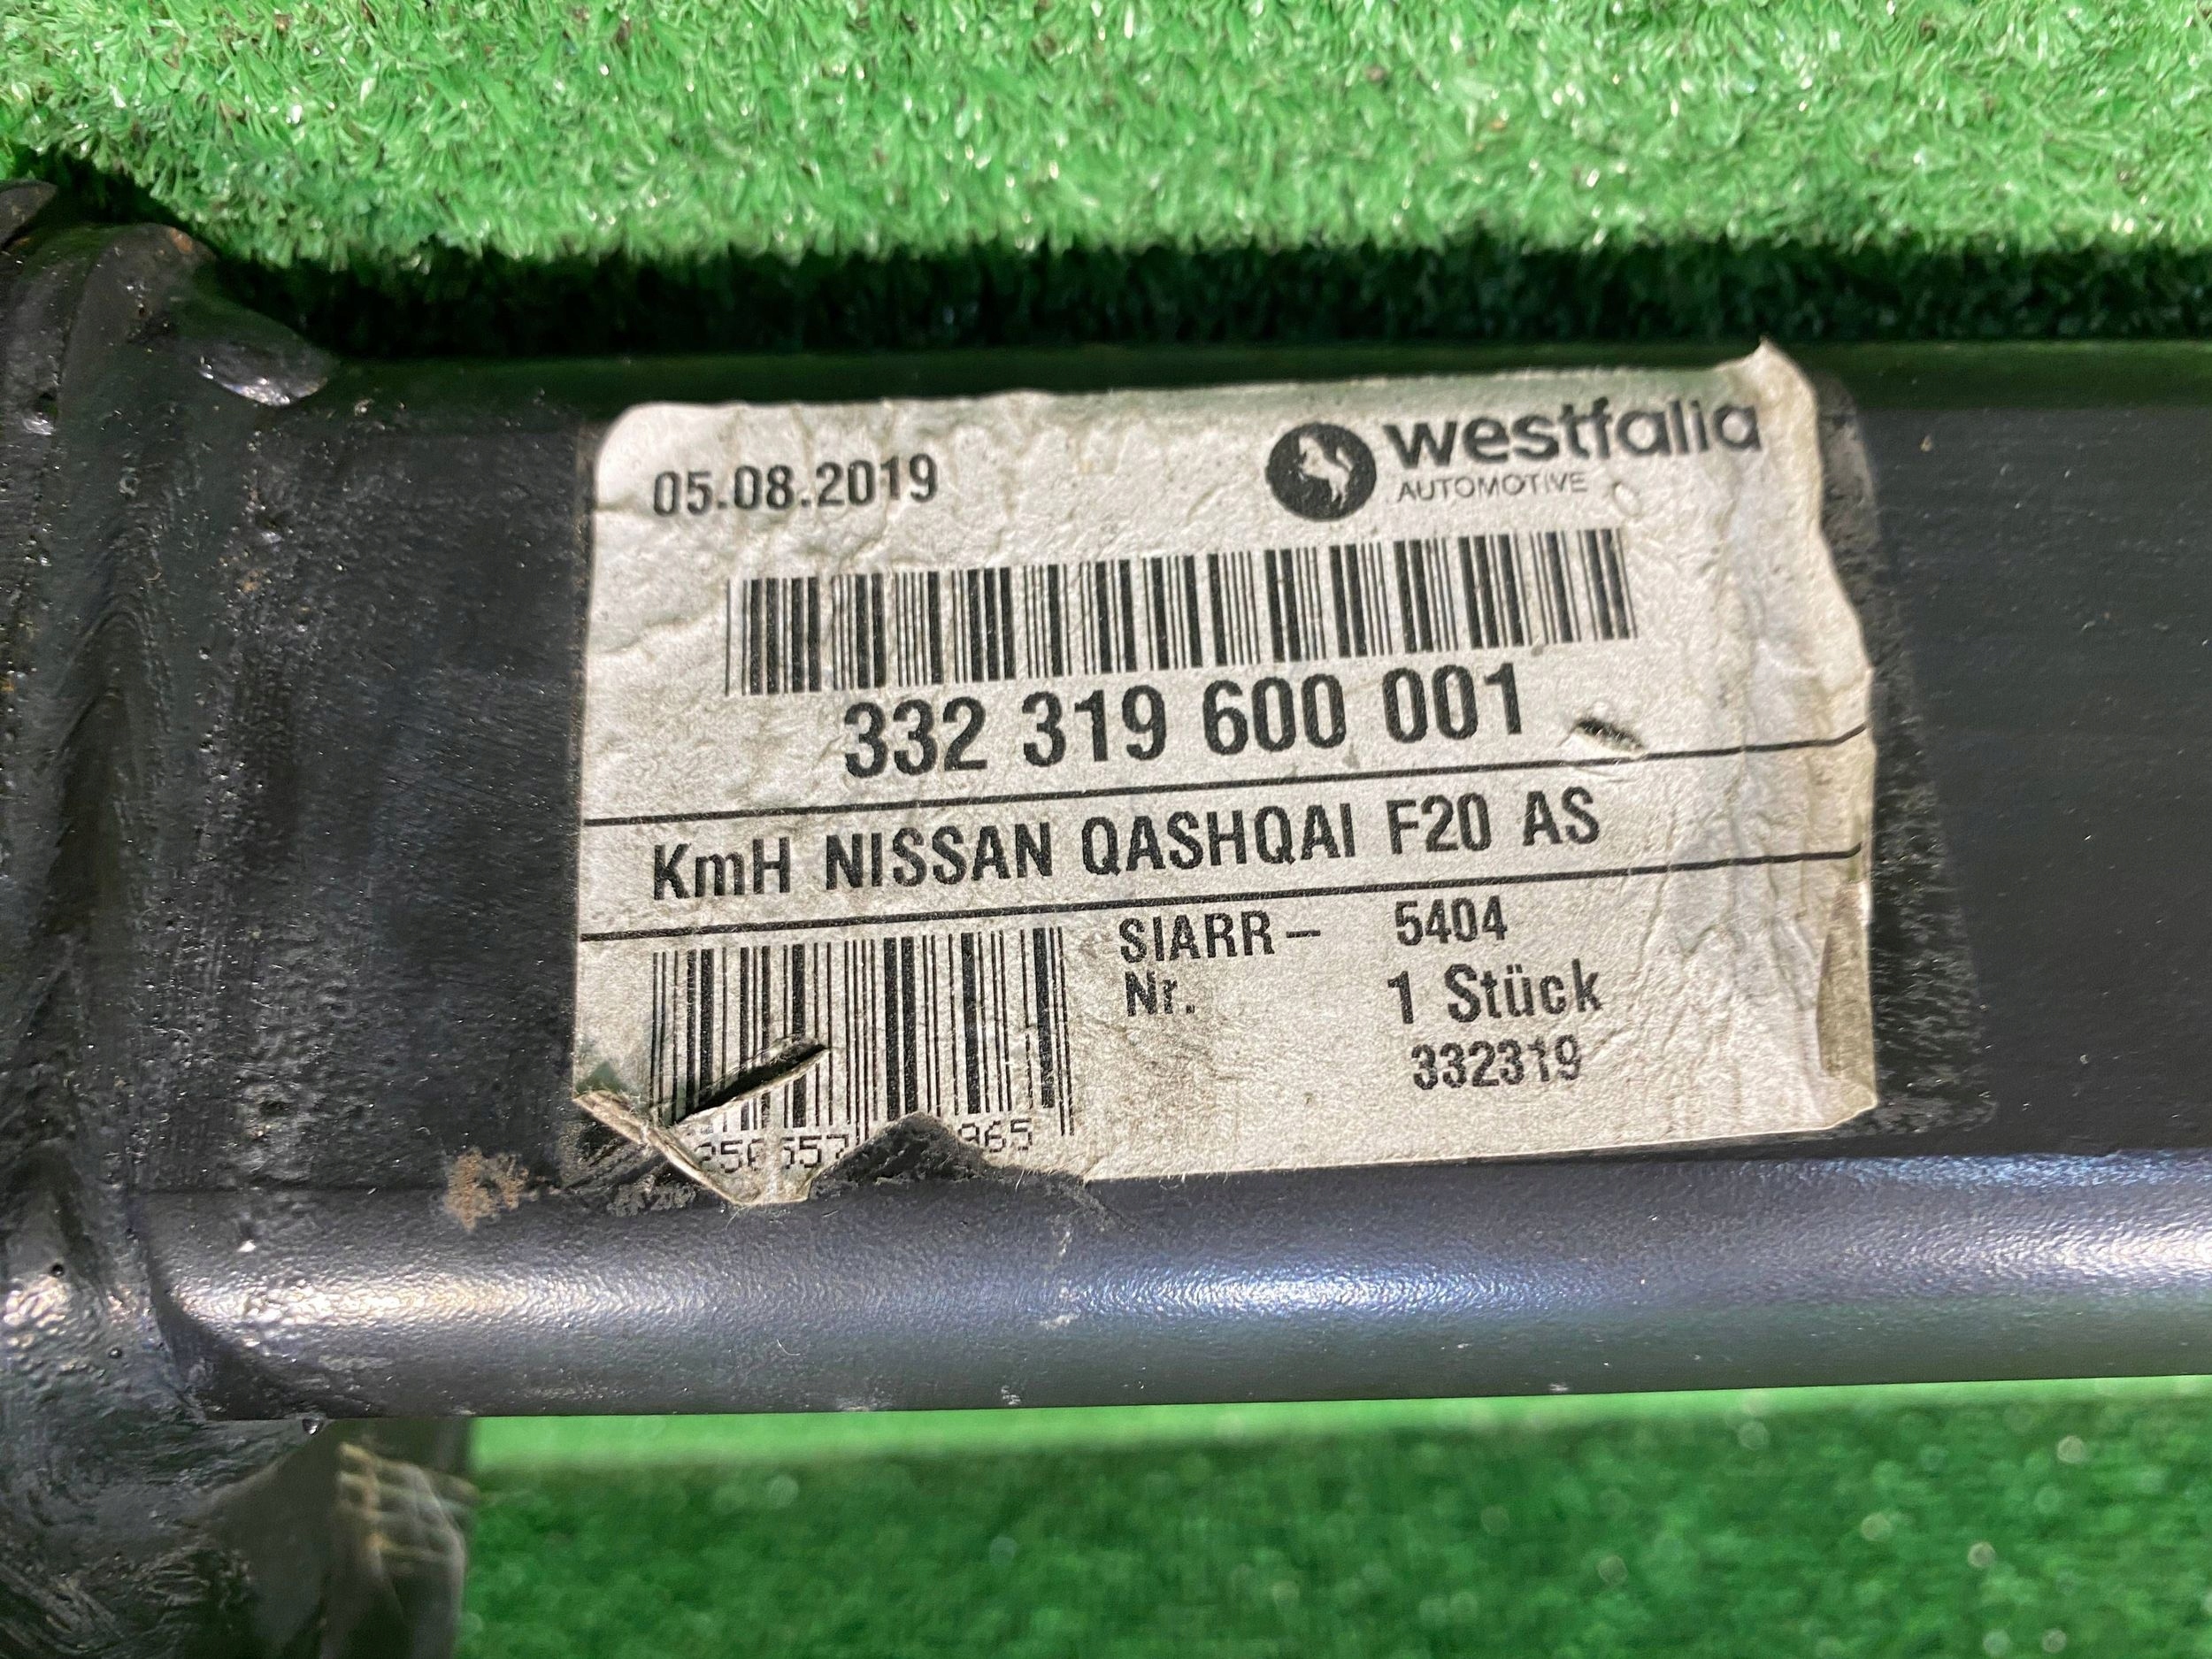 05.08.2019
westfalia
AUTOMOTIVE
332 319 600 001
KmH NISSAN QASHQAI F20 AS
SIARR- 5404
Nr. 1 Stück
332319